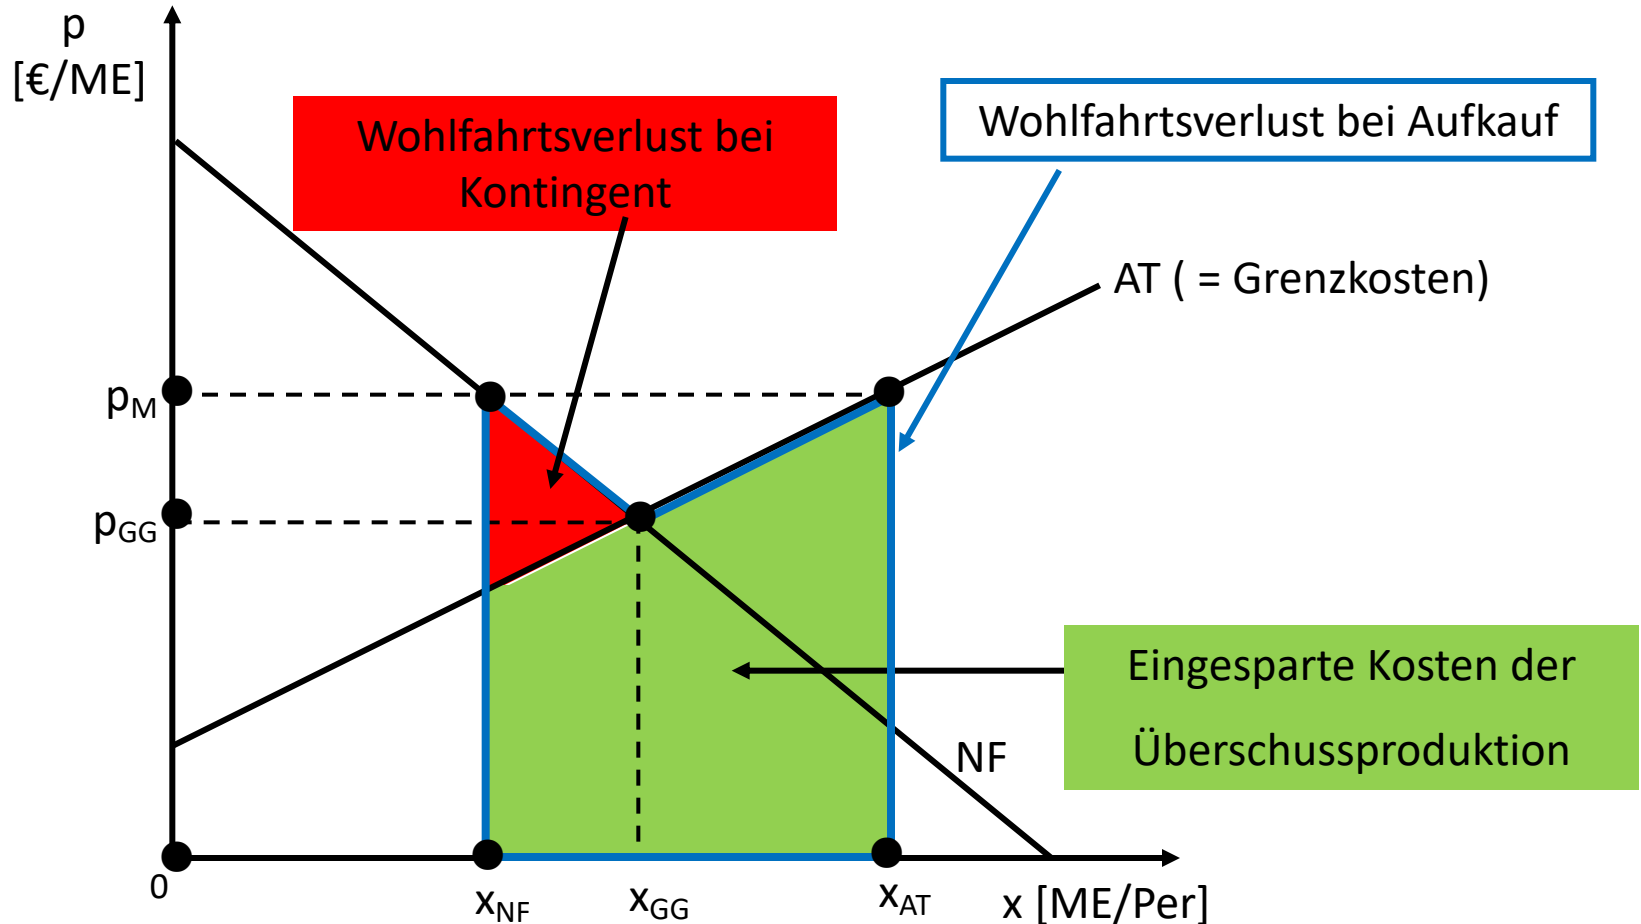 p
[€/ME]
Wohlfahrtsverlust bei
Kontingent
Wohlfahrtsverlust bei Aufkauf
AT ( = Grenzkosten)
pM
pGG
Eingesparte Kosten der
Überschussproduktion
NF
0
xNF
xGG
xAT
x [ME/Per]